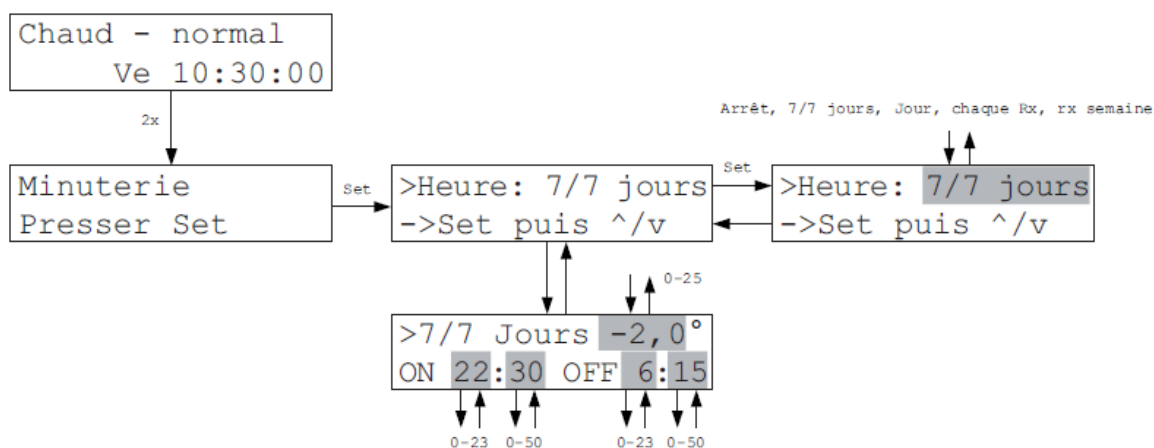 Chaud - normal
Ve 10:30:00
2x
Arrêt, 7/7 jours, Jour, chaque Rx, rx semaine
Minuterie
Presser Set
Set
>Heure: 7/7 jours
->Set puis ^/v
Set
>Heure: 7/7 jours
->Set puis ^/v
0-25
>7/7 Jours -2,0°
ON 22:30 OFF 6:15
0-23 0-50 0-23 0-50